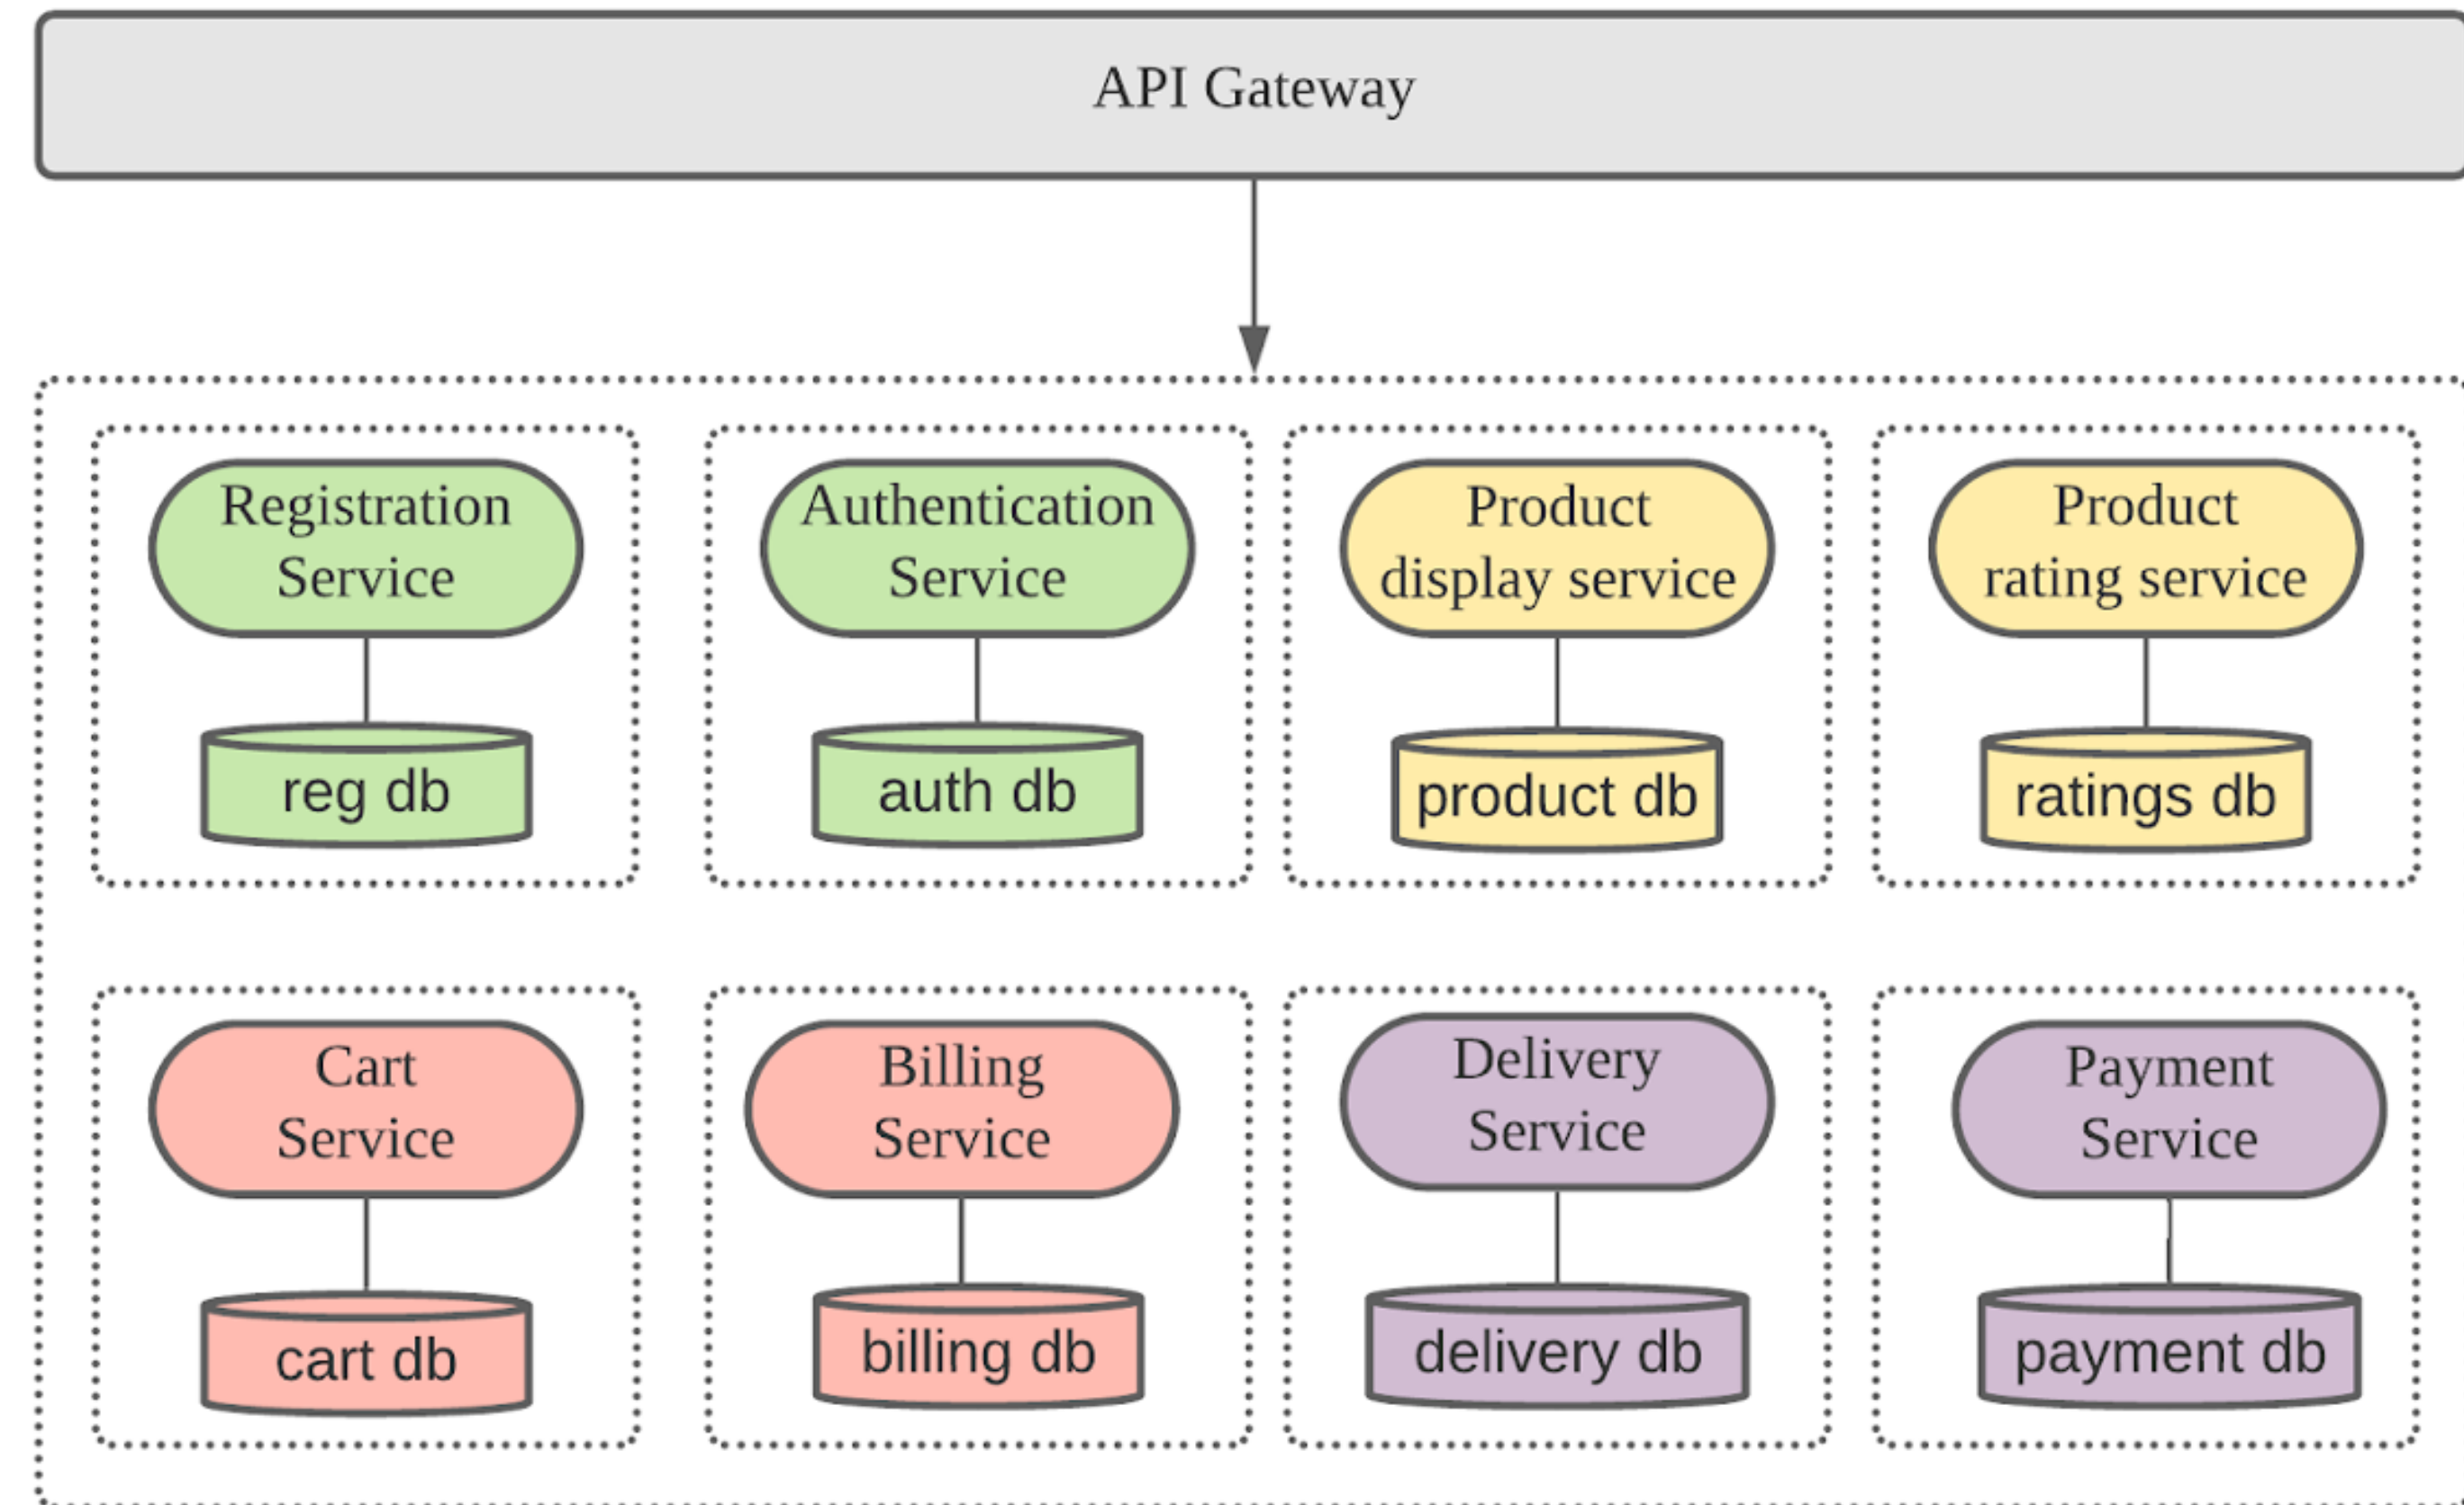 API Gateway
Registration
Service
Authentication
Service
Product
display service
Product
rating service
reg db
auth db
product db
ratings db
Cart
Service
Billing
Service
Delivery
Service
Payment
Service
cart db
billing db
delivery db
payment db